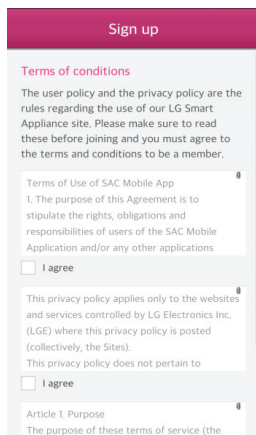 Sign up
Terms of conditions
The user policy and the privacy policy are the
rules regarding the use of our LG Smart
Appliance site. Please make sure to read
these before joining and you must agree to
the terms and conditions to be a member.
Terms of Use of SAC Mobile App
1. The purpose of this Agreement is to
stipulate the rights, obligations and
responsibilities of users of the SAC Mobile
Application and/or any other applications
I agree
This privacy policy applies only to the websites
and services controlled by LG Electronics Inc.
(LGE) where this privacy policy is posted
(collectively, the Sites).
This privacy policy does not pertain to
I agree
Article 1. Purpose
The purpose of these terms of service (the